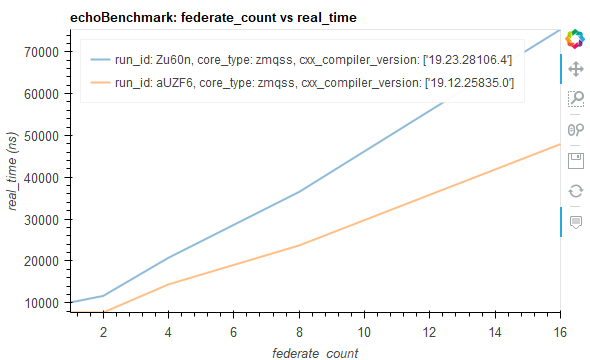 echoBenchmark: federate_count vs real_time
run_id: Zu60n, core_type: zmqss, cxx_compiler_version: ['19.23.28106.4']
run_id: aUZF6, core_type: zmqss, cxx_compiler_version: ['19.12.25835.0']
70000
60000
50000
40000
30000
20000
10000
real_time (ns)
2 4 6 8 10 12 14 16
federate_count